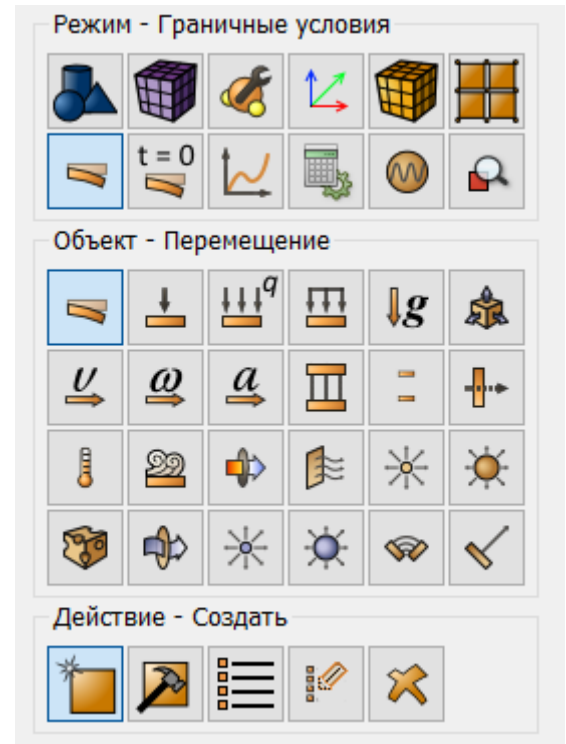 Режим - Граничные условия
t = 0
Объект - Перемещение
q
g
υ ω a
Действие - Создать